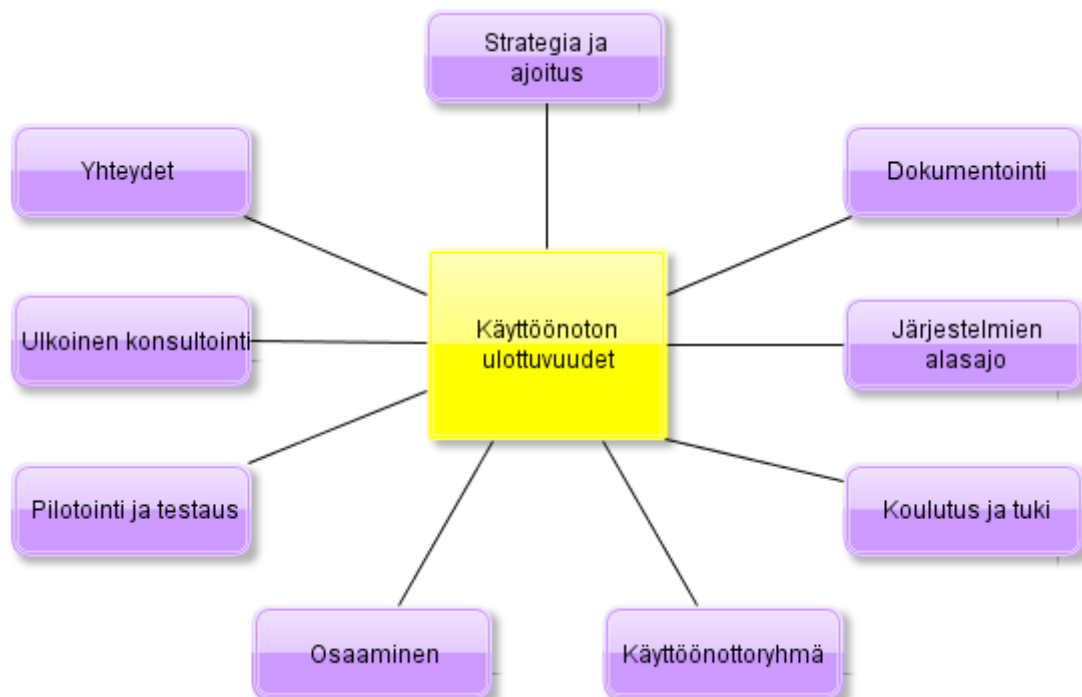 Strategia ja
ajoitus
Yhteydet
Dokumentointi
Käyttöönoton
ulottuvuudet
Ulkoinen konsultointi
Järjestelmien
alasajo
Pilotointi ja testaus
Koulutus ja tuki
Osaaminen
Käyttöönottoryhmä